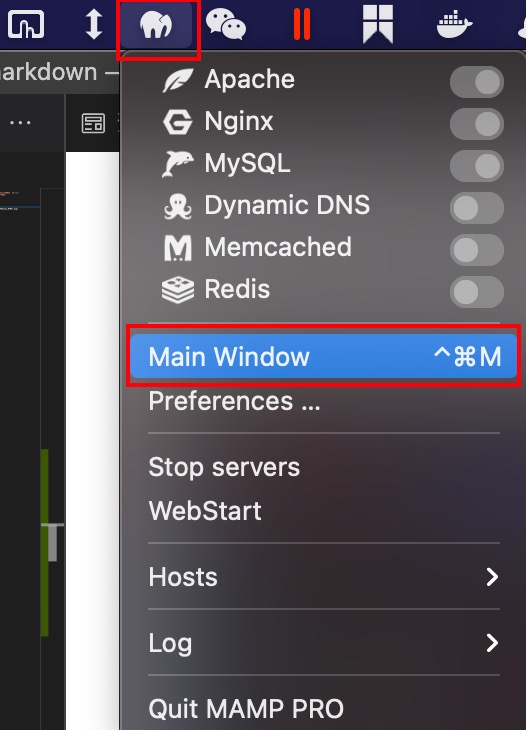 arkdown —
...
Apache
Nginx
MySQL
Dynamic DNS
Memcached
Redis
Main Window ^⌘M
Preferences ...
Stop servers
WebStart
Hosts
Log
Quit MAMP PRO